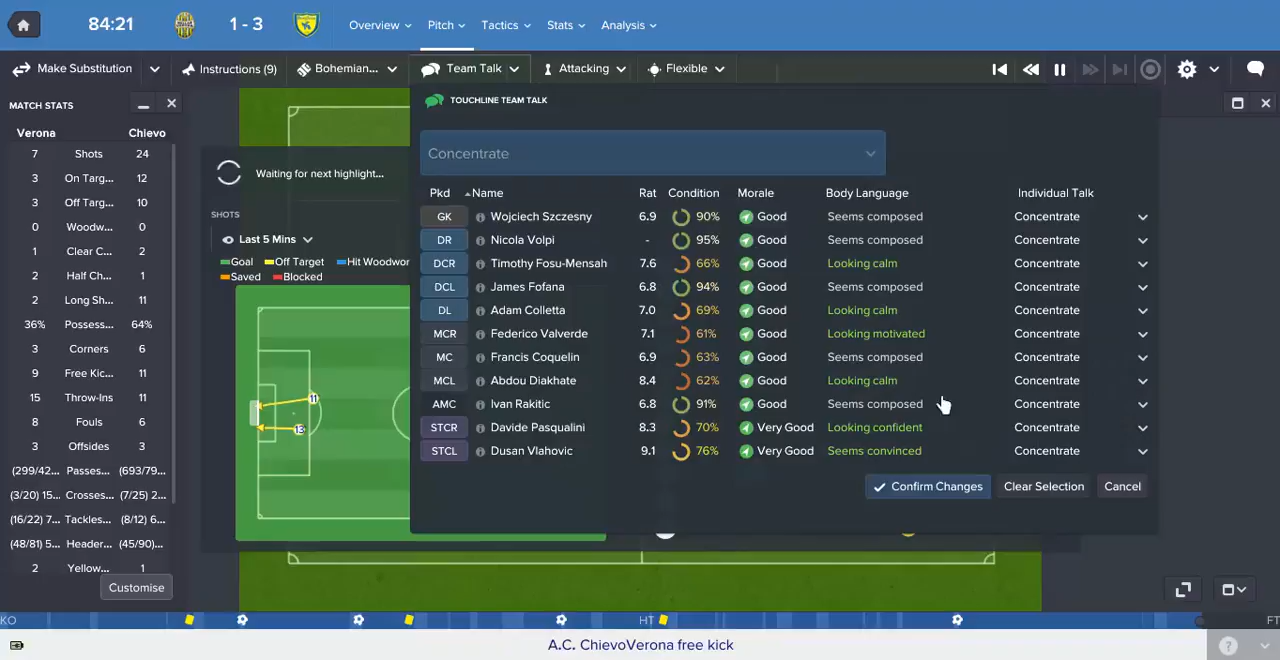 84:21 1 - 3 Overview Pitch Tactics Stats Analysis
Make Substitution Instructions (9) Bohemian... Team Talk Attacking Flexible
MATCH STATS
TOUCHLINE TEAM TALK
Verona Chievo
7 Shots 24
3 On Targ... 12
3 Off Targ... 10
0 Woodw... 0
1 Clear C... 2
2 Half Ch... 1
2 Long Sh... 11
36% Possess... 64%
3 Corners 6
9 Free Kic... 11
15 Throw-Ins 11
8 Fouls 6
3 Offsides 3
(299/42... Passes... (693/79...
(3/20) 15... Crosses... (7/25) 2...
(16/22) 7... Tackles... (8/12) 6...
(48/81) 5... Header... (45/90)...
2 Yellow... 1
Customise
Waiting for next highlight...
SHOTS
Last 5 Mins
Goal Off Target Hit Woodwor
Saved Blocked
11
13
Concentrate
Pkd Name Rat Condition Morale Body Language Individual Talk
GK Wojciech Szczesny 6.9 90% Good Seems composed Concentrate
DR Nicola Volpi - 95% Good Seems composed Concentrate
DCR Timothy Fosu-Mensah 7.6 66% Good Looking calm Concentrate
DCL James Fofana 6.8 94% Good Seems composed Concentrate
DL Adam Colletta 7.0 69% Good Looking calm Concentrate
MCR Federico Valverde 7.1 61% Good Looking motivated Concentrate
MC Francis Coquelin 6.9 63% Good Seems composed Concentrate
MCL Abdou Diakhate 8.4 62% Good Looking calm Concentrate
AMC Ivan Rakitic 6.8 91% Good Seems composed Concentrate
STCR Davide Pasqualini 8.3 70% Very Good Looking confident Concentrate
STCL Dusan Vlahovic 9.1 76% Very Good Seems convinced Concentrate
Confirm Changes Clear Selection Cancel
KO HT FT
A.C. ChievoVerona free kick
?